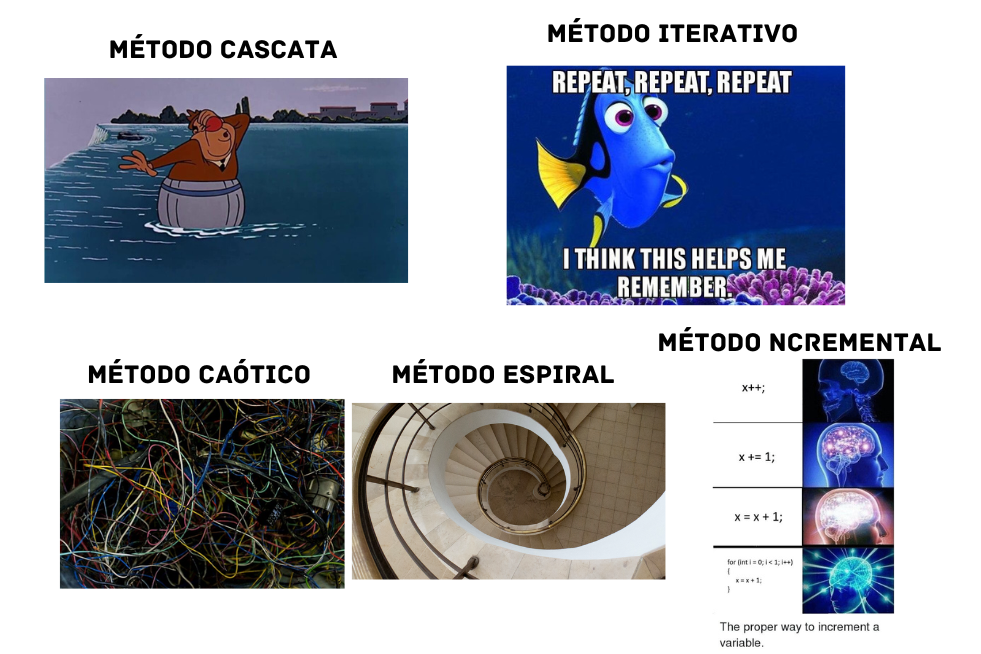 MÉTODO CASCATA
MÉTODO ITERATIVO
REPEAT, REPEAT, REPEAT
I THINK THIS HELPS ME
REMEMBER.
MÉTODO CAÓTICO
MÉTODO ESPIRAL
MÉTODO NCREMENTAL
x++;
x += 1;
x = x + 1;
for (int i = 0; i < 1; i++)
{
x = x + 1;
}
The proper way to increment a
variable.